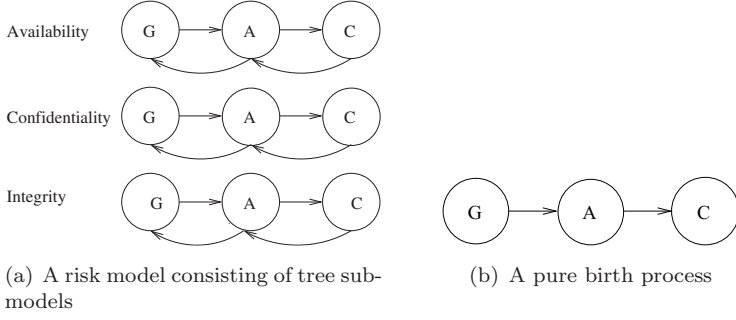 Availability G A C
Confidentiality G A C
Integrity G A C
G A C
(a) A risk model consisting of tree sub-
models
(b) A pure birth process